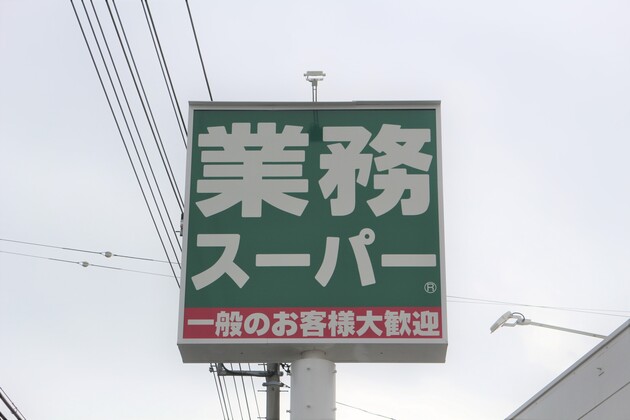 業務
スーパー
®
一般のお客様大歓迎